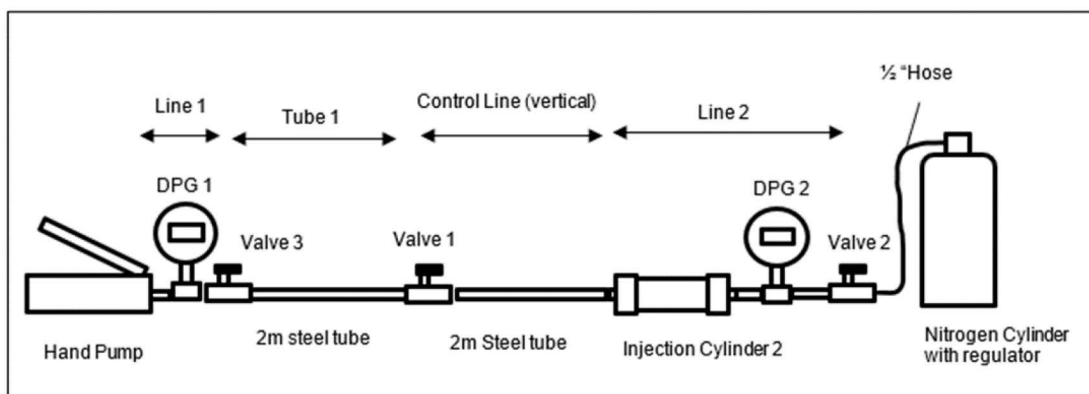 ½ "Hose
Line 1
Tube 1
Control Line (vertical)
Line 2
DPG 1
DPG 2
Valve 3
Valve 1
Valve 2
Hand Pump
2m steel tube
2m Steel tube
Injection Cylinder 2
Nitrogen Cylinder
with regulator